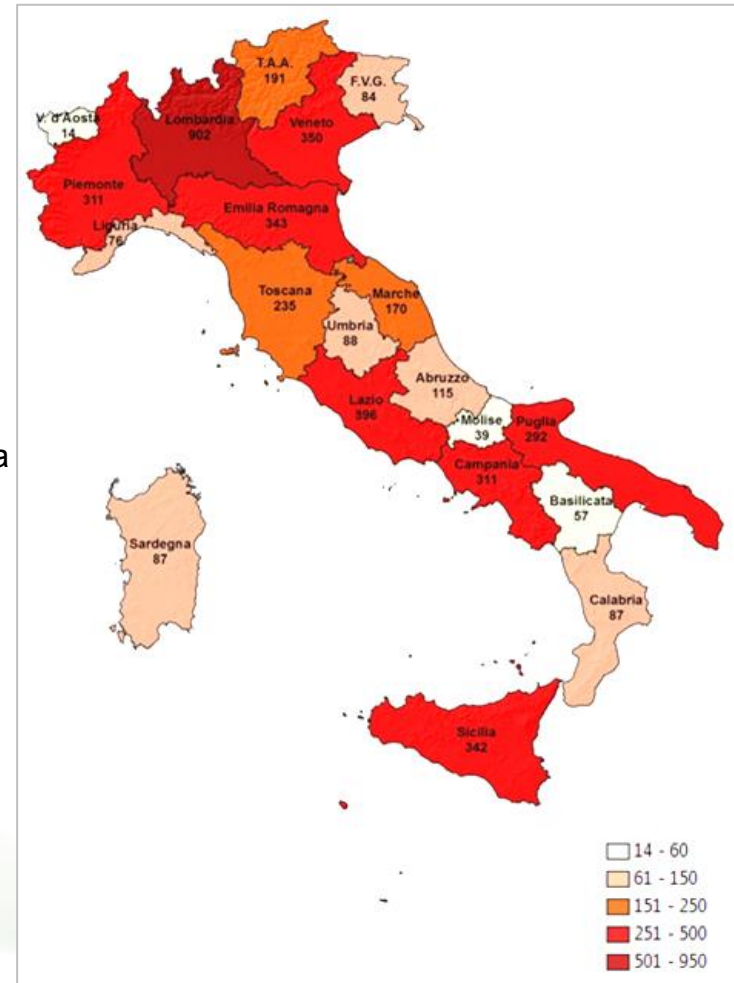 T.A.A.
191
F.V.G.
84
V. d'Aosta
14
Lombardia
902
Veneto
350
Piemonte
311
Emilia Romagna
343
Liguria
76
Toscana
235
Marche
170
Umbria
88
Abruzzo
115
Lazio
396
Molise
39
Puglia
292
a
Campania
311
Basilicata
57
Sardegna
87
Calabria
87
Sicilia
342
14 - 60
61 - 150
151 - 250
251 - 500
501 - 950